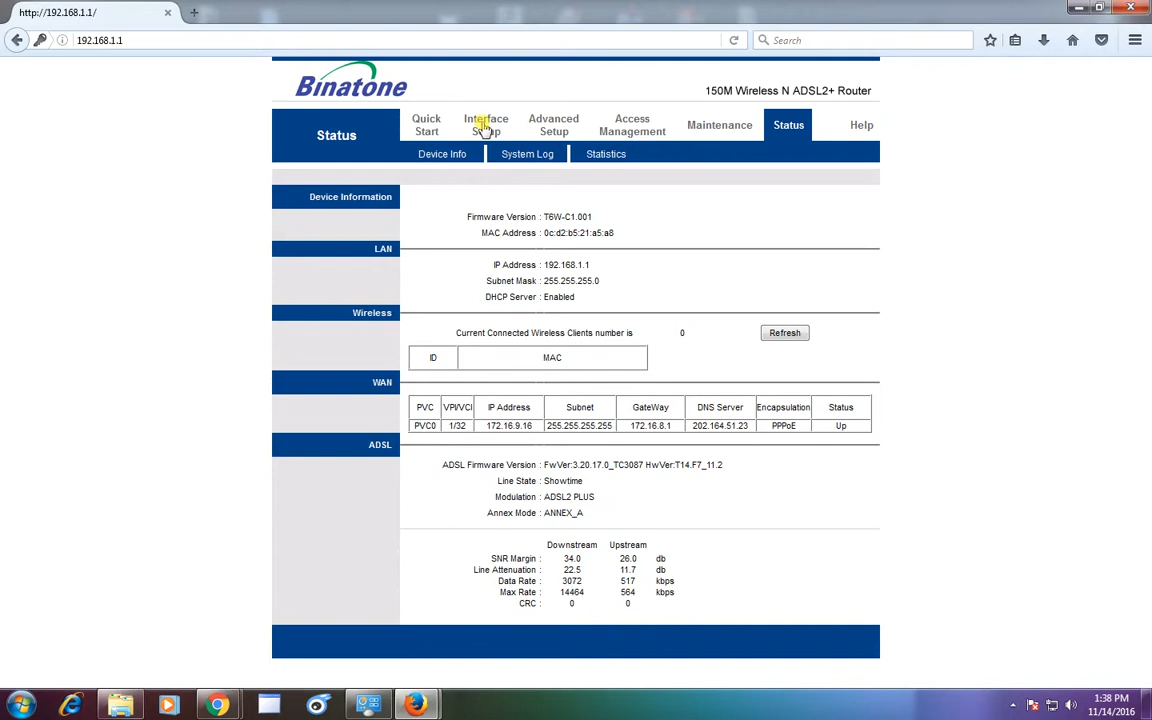 http://192.168.1.1/
192.168.1.1
Search
Binatone
150M Wireless N ADSL2+ Router
Status
Quick Start
Interface Setup
Advanced Setup
Access Management
Maintenance
Status
Help
Device Info
System Log
Statistics
Device Information
Firmware Version : T6W-C1.001
MAC Address : 0c:d2:b5:21:a5:a8
LAN
IP Address : 192.168.1.1
Subnet Mask : 255.255.255.0
DHCP Server : Enabled
Wireless
Current Connected Wireless Clients number is 0 Refresh
ID MAC
WAN
PVC VPI/VCI IP Address Subnet GateWay DNS Server Encapsulation Status
PVC0 1/32 172.16.9.16 255.255.255.255 172.16.8.1 202.164.51.23 PPPoE Up
ADSL
ADSL Firmware Version : FwVer:3.20.17.0_TC3087 HwVer:T14.F7_11.2
Line State : Showtime
Modulation : ADSL2 PLUS
Annex Mode : ANNEX_A
Downstream Upstream
SNR Margin : 34.0 26.0 db
Line Attenuation : 22.5 11.7 db
Data Rate : 3072 517 kbps
Max Rate : 14464 564 kbps
CRC : 0 0
1:38 PM
11/14/2016